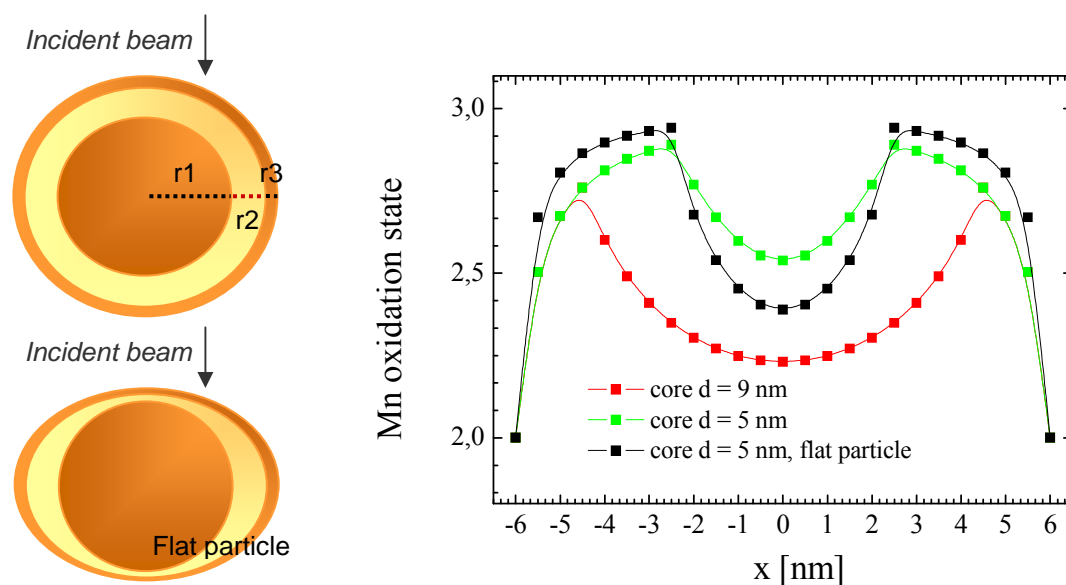 Incident beam
r1
r3
r2
Incident beam
Flat particle
Mn oxidation state
3,0
2,5
2,0
core d = 9 nm
core d = 5 nm
core d = 5 nm, flat particle
-6 -5 -4 -3 -2 -1 0 1 2 3 4 5 6
x [nm]